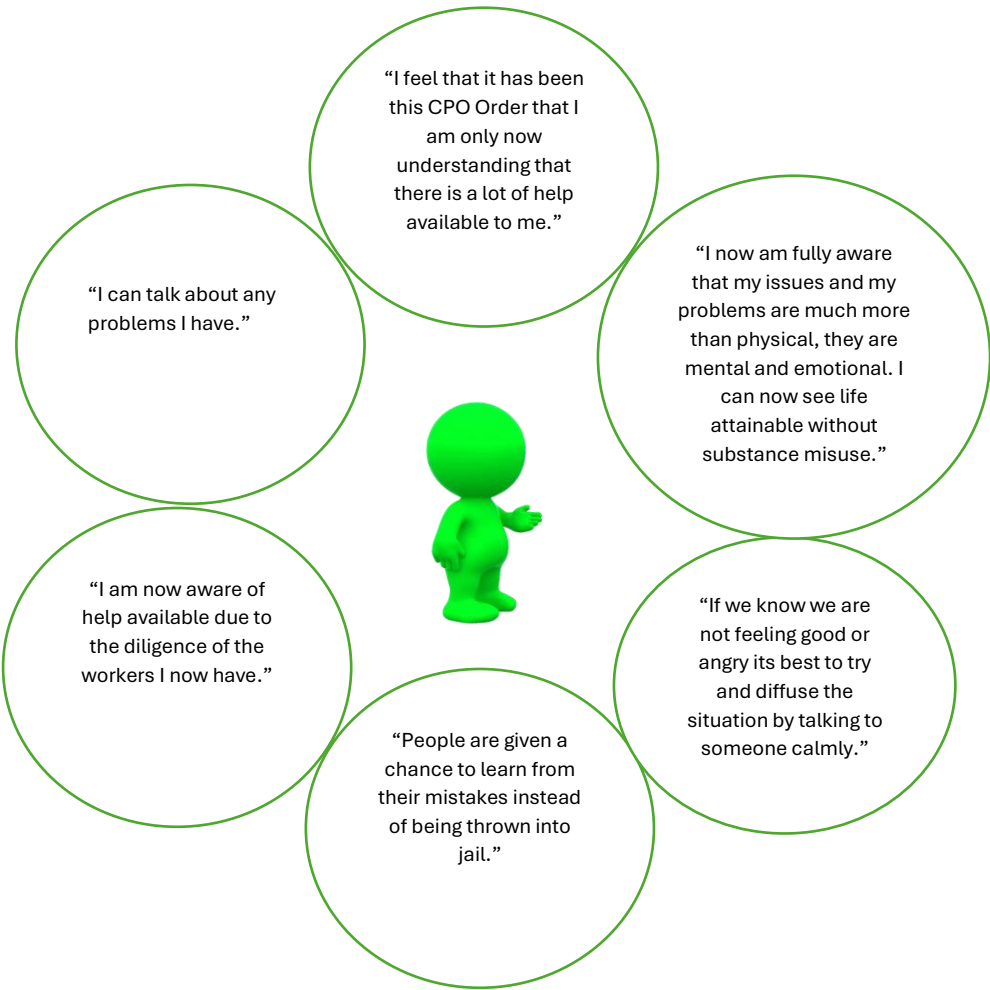 “I feel that it has been
this CPO Order that I
am only now
understanding that
there is a lot of help
available to me.”
“I now am fully aware
that my issues and my
problems are much more
than physical, they are
mental and emotional. I
can now see life
attainable without
substance misuse.”
“I can talk about any
problems I have.”
“I am now aware of
help available due to
the diligence of the
workers I now have.”
“If we know we are
not feeling good or
angry its best to try
and diffuse the
situation by talking to
someone calmly.”
“People are given a
chance to learn from
their mistakes instead
of being thrown into
jail.”